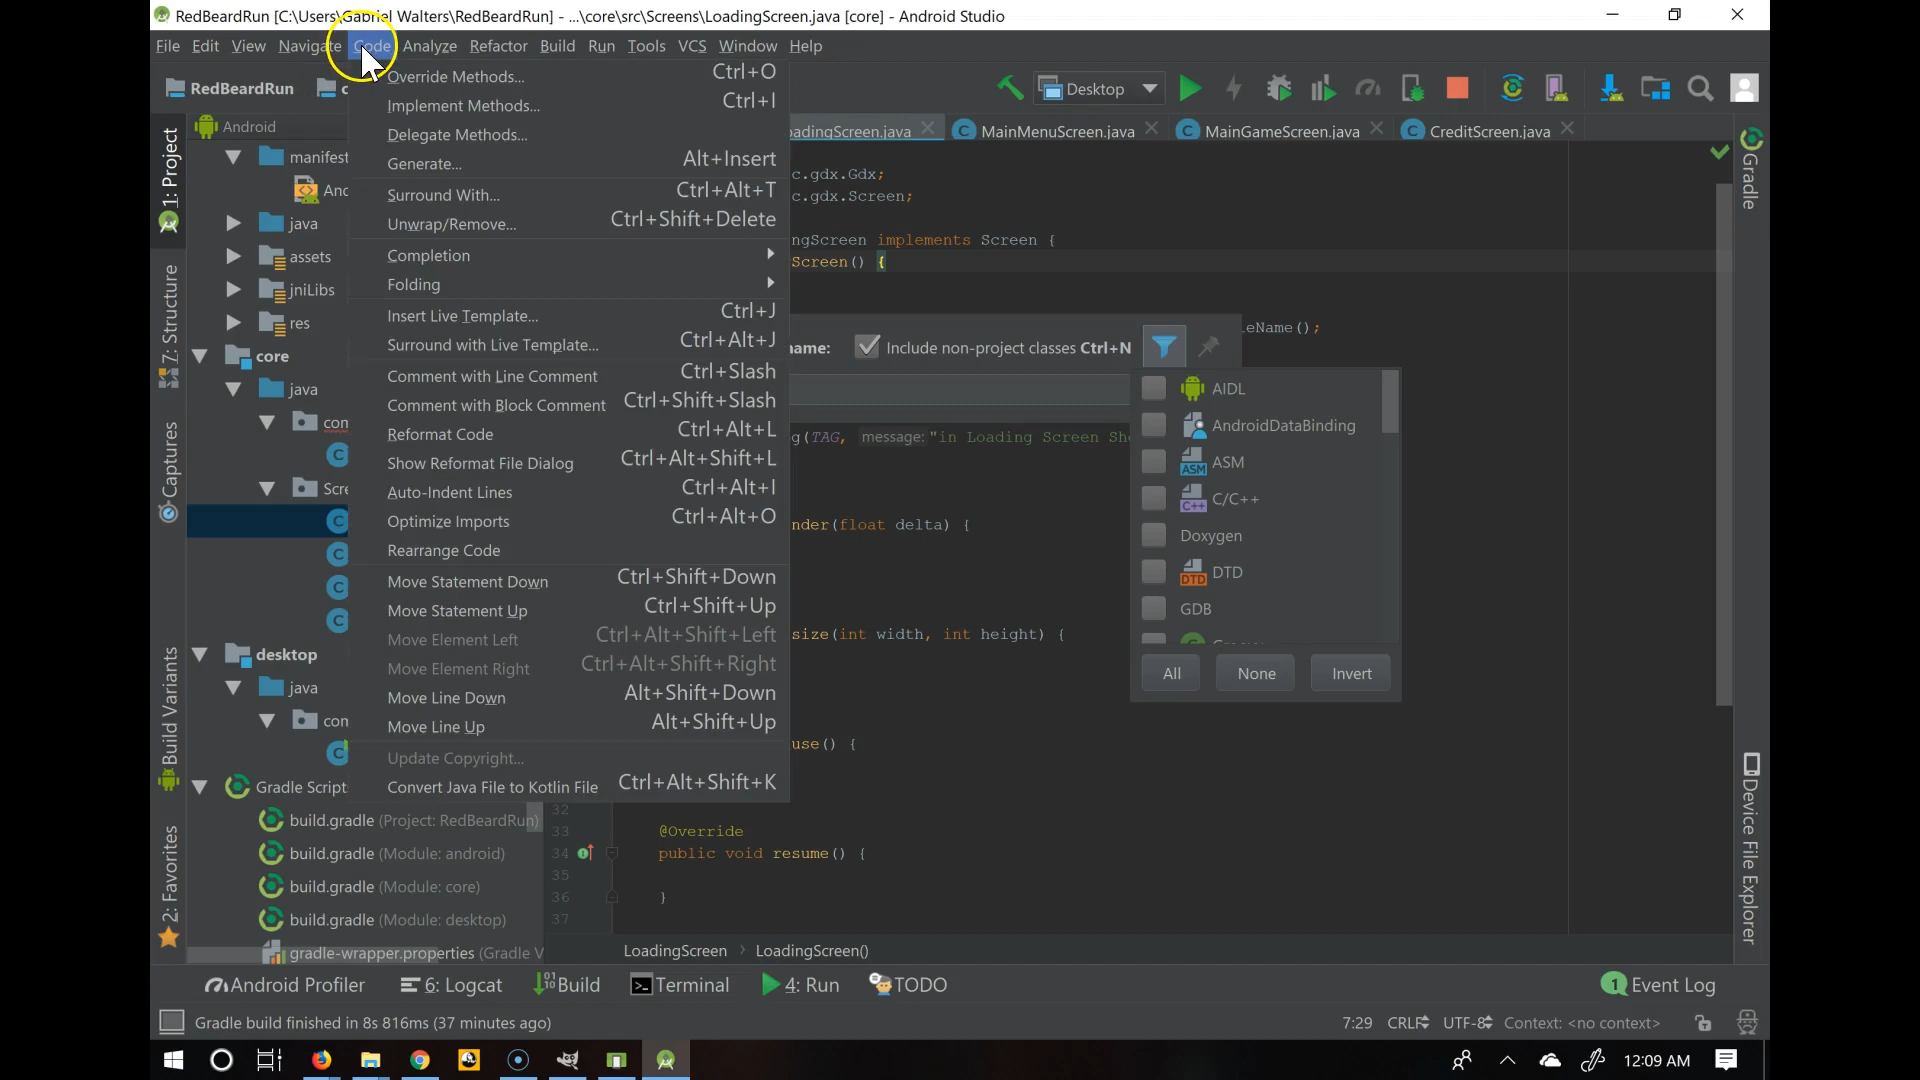 RedBeardRun [C:\Users\Gabriel Walters\RedBeardRun] - ...\core\src\Screens\LoadingScreen.java [core] - Android Studio
File Edit View Navigate Code Analyze Refactor Build Run Tools VCS Window Help
RedBeardRun
Desktop
Android
LoadingScreen.java
MainMenuScreen.java
MainGameScreen.java
CreditScreen.java
Override Methods... Ctrl+O
Implement Methods... Ctrl+I
Delegate Methods...
Generate... Alt+Insert
Surround With... Ctrl+Alt+T
Unwrap/Remove... Ctrl+Shift+Delete
Completion
Folding
Insert Live Template... Ctrl+J
Surround with Live Template... Ctrl+Alt+J
Comment with Line Comment Ctrl+Slash
Comment with Block Comment Ctrl+Shift+Slash
Reformat Code Ctrl+Alt+L
Show Reformat File Dialog Ctrl+Alt+Shift+L
Auto-Indent Lines Ctrl+Alt+I
Optimize Imports Ctrl+Alt+O
Rearrange Code
Move Statement Down Ctrl+Shift+Down
Move Statement Up Ctrl+Shift+Up
Move Element Left Ctrl+Alt+Shift+Left
Move Element Right Ctrl+Alt+Shift+Right
Move Line Down Alt+Shift+Down
Move Line Up Alt+Shift+Up
Update Copyright...
Convert Java File to Kotlin File Ctrl+Alt+Shift+K
1: Project
7: Structure
Captures
Build Variants
2: Favorites
manifest
java
assets
jniLibs
res
core
java
com
desktop
java
com
Gradle Script
build.gradle (Project: RedBeardRun)
build.gradle (Module: android)
build.gradle (Module: core)
build.gradle (Module: desktop)
gradle-wrapper.properties (Gradle V
c.gdx.Gdx;
c.gdx.Screen;
ngScreen implements Screen {
Screen() {
leName();
name: Include non-project classes Ctrl+N
g(TAG, message: "in Loading Screen Sh
nder(float delta) {
size(int width, int height) {
use() {
AIDL
AndroidDataBinding
ASM
C/C++
Doxygen
DTD
GDB
All None Invert
32
33 @Override
34 public void resume() {
35
36 }
37
LoadingScreen LoadingScreen()
Gradle
Device File Explorer
Android Profiler 6: Logcat Build Terminal 4: Run TODO
1 Event Log
Gradle build finished in 8s 816ms (37 minutes ago)
7:29 CRLF UTF-8 Context: <no context>
12:09 AM